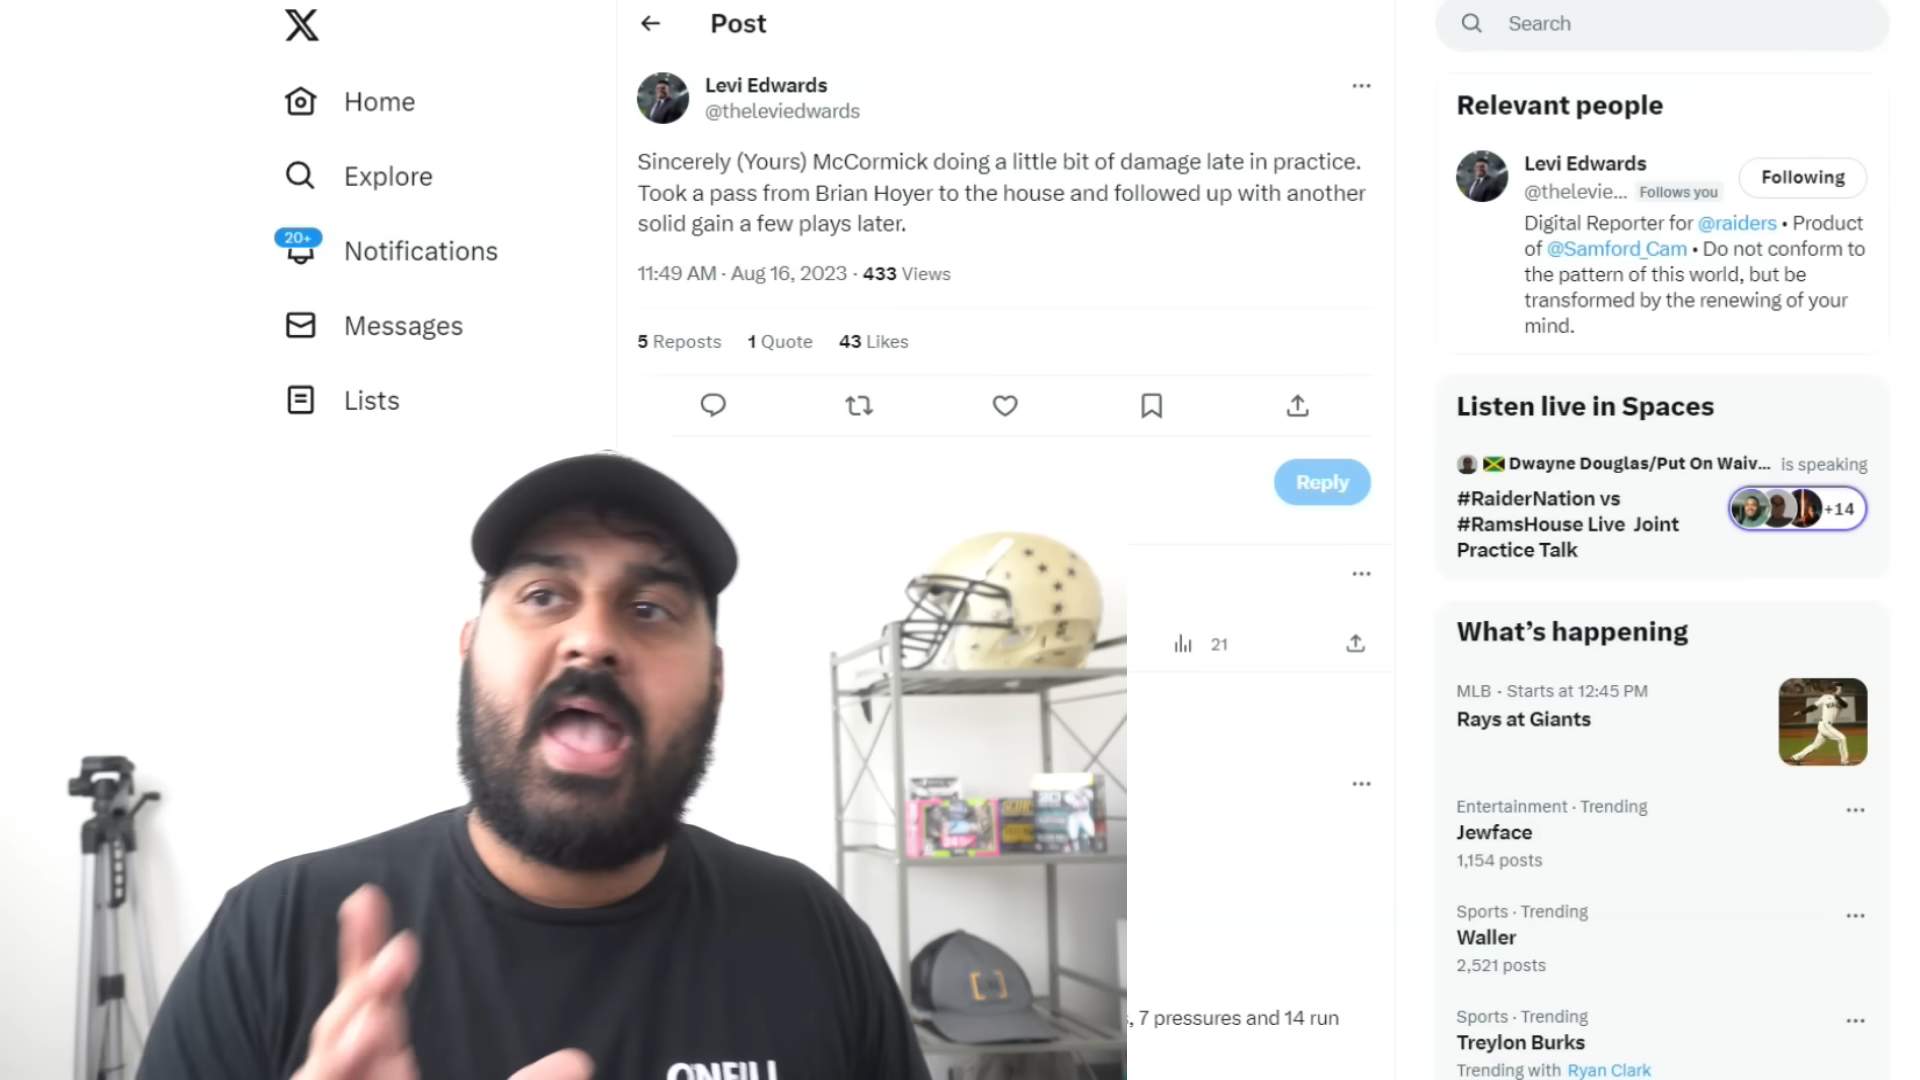 Home
Explore
20+
Notifications
Messages
Lists
Post
Levi Edwards
@theleviedwards
Sincerely (Yours) McCormick doing a little bit of damage late in practice.
Took a pass from Brian Hoyer to the house and followed up with another
solid gain a few plays later.
11:49 AM · Aug 16, 2023 · 433 Views
5 Reposts 1 Quote 43 Likes
Reply
21
, 7 pressures and 14 run
Search
Relevant people
Levi Edwards
@thelevie... Follows you
Following
Digital Reporter for @raiders • Product
of @Samford_Cam • Do not conform to
the pattern of this world, but be
transformed by the renewing of your
mind.
Listen live in Spaces
Dwayne Douglas/Put On Waiv... is speaking
#RaiderNation vs
#RamsHouse Live Joint
Practice Talk
+14
What's happening
MLB · Starts at 12:45 PM
Rays at Giants
Entertainment · Trending
Jewface
1,154 posts
Sports · Trending
Waller
2,521 posts
Sports · Trending
Treylon Burks
Trending with Ryan Clark
O'NEILL